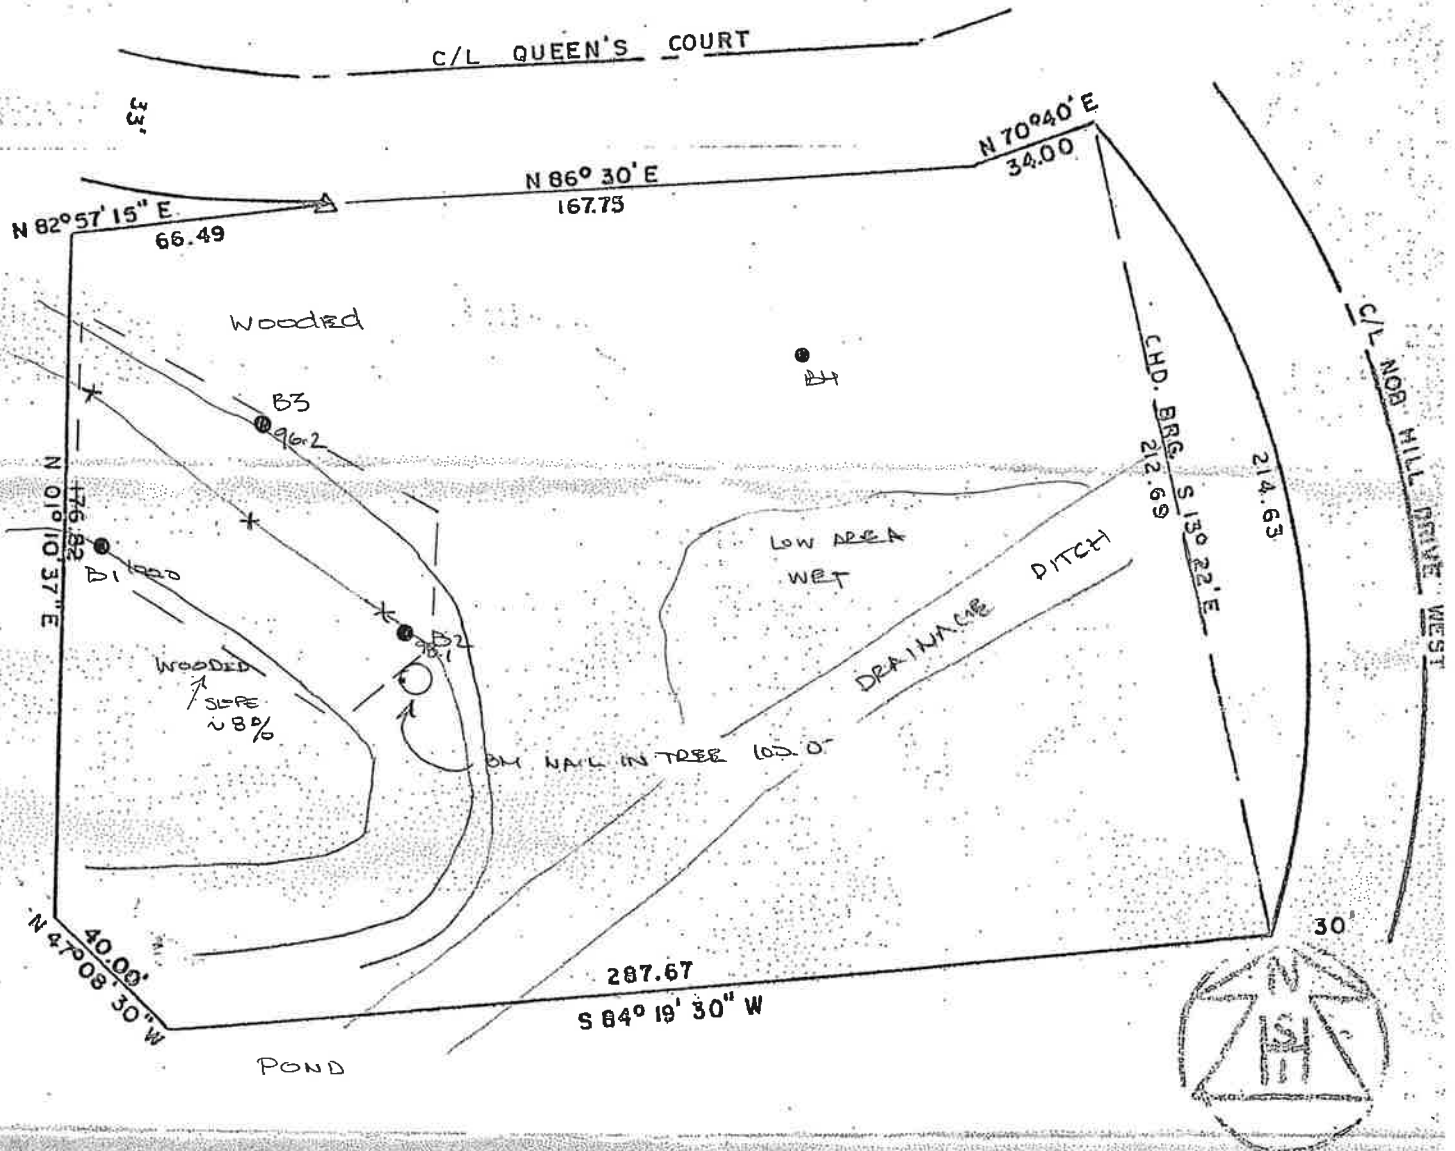 C/L QUEEN'S COURT
33'
N 70°40' E
34.00
N 86° 30' E
167.75
N 82° 57' 15" E
66.49
WOODED
C/L NOB HILL DRIVE WEST
B4
CHD. BRG S 13° 22' E
212.69
214.63
B3
96.2
N 01° 10' 37" E
176.82
B1
LOW AREA
WET
DRAINAGE DITCH
B2
98.1
WOODED
SLOPE
~8%
BM NAIL IN TREE 100.0
N 47° 08' 30" W
40.00'
287.67
S 84° 19' 30" W
30'
POND
N
S
H
I